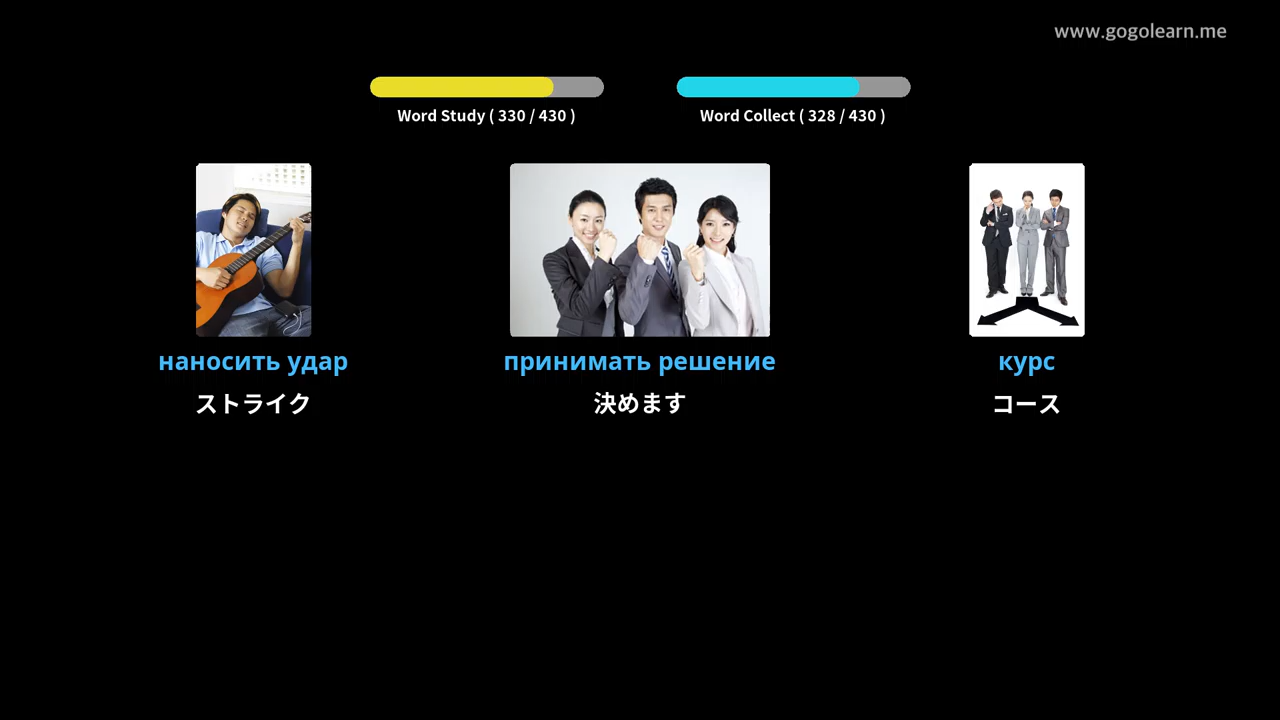 www.gogolearn.me
Word Study ( 330 / 430 )
Word Collect ( 328 / 430 )
наносить удар
ストライク
принимать решение
決めます
курс
コース